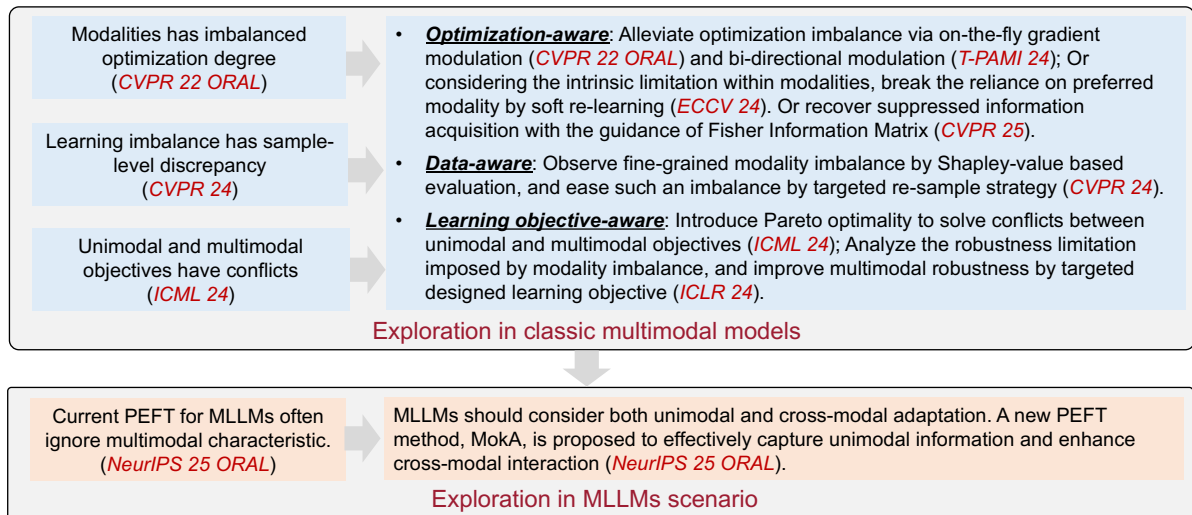 Modalities has imbalanced
optimization degree
(CVPR 22 ORAL)
Learning imbalance has sample-
level discrepancy
(CVPR 24)
Unimodal and multimodal
objectives have conflicts
(ICML 24)
• Optimization-aware: Alleviate optimization imbalance via on-the-fly gradient
modulation (CVPR 22 ORAL) and bi-directional modulation (T-PAMI 24); Or
considering the intrinsic limitation within modalities, break the reliance on preferred
modality by soft re-learning (ECCV 24). Or recover suppressed information
acquisition with the guidance of Fisher Information Matrix (CVPR 25).
• Data-aware: Observe fine-grained modality imbalance by Shapley-value based
evaluation, and ease such an imbalance by targeted re-sample strategy (CVPR 24).
• Learning objective-aware: Introduce Pareto optimality to solve conflicts between
unimodal and multimodal objectives (ICML 24); Analyze the robustness limitation
imposed by modality imbalance, and improve multimodal robustness by targeted
designed learning objective (ICLR 24).
Exploration in classic multimodal models
Current PEFT for MLLMs often
ignore multimodal characteristic.
(NeurIPS 25 ORAL)
MLLMs should consider both unimodal and cross-modal adaptation. A new PEFT
method, MokA, is proposed to effectively capture unimodal information and enhance
cross-modal interaction (NeurIPS 25 ORAL).
Exploration in MLLMs scenario